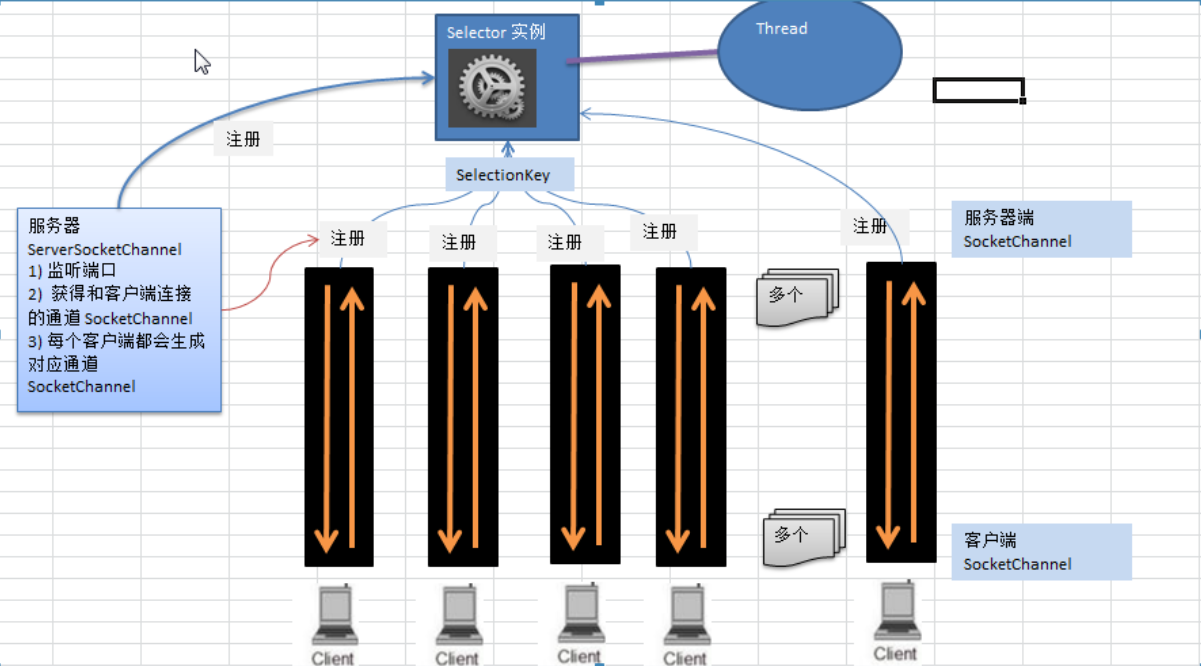 Selector 实例
Thread
注册
SelectionKey
服务器
ServerSocketChannel
1) 监听端口
2) 获得和客户端连接
的通道 SocketChannel
3) 每个客户端都会生成
对应通道
SocketChannel
注册
注册
注册
注册
注册
服务器端
SocketChannel
多个
多个
客户端
SocketChannel
Client
Client
Client
Client
Client